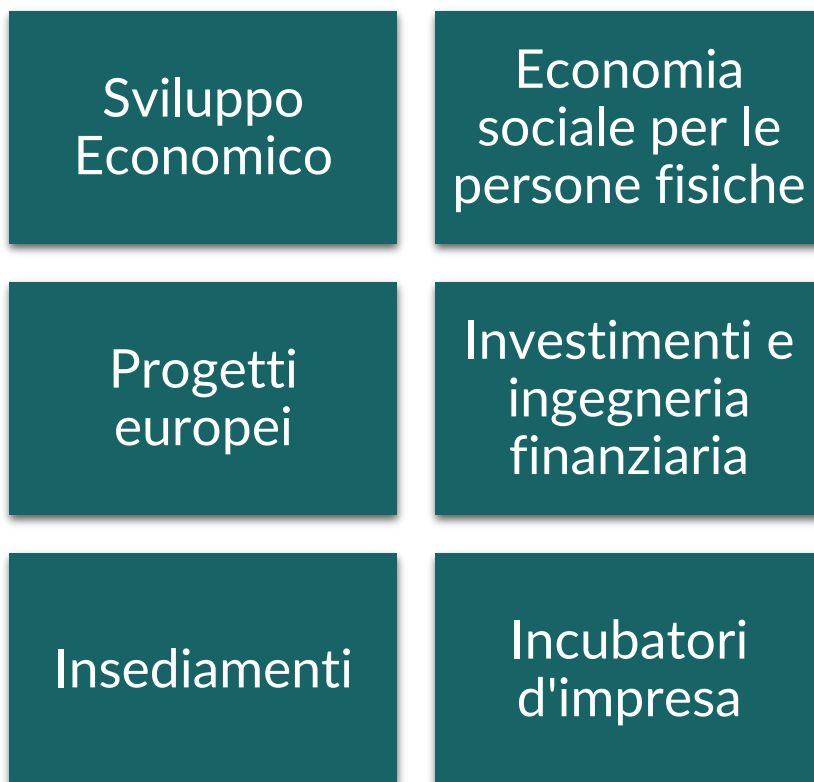 Sviluppo
Economico
Economia
sociale per le
persone fisiche
Progetti
europei
Investimenti e
ingegneria
finanziaria
Insediamenti
Incubatori
d'impresa